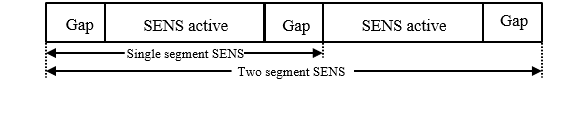 Gap SENS active Gap SENS active Gap
Single segment SENS
Two segment SENS